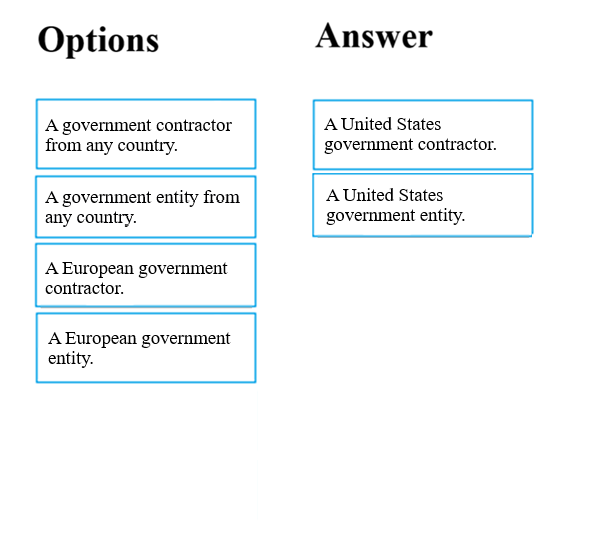 Options
Answer
A government contractor
from any country.
A government entity from
any country.
A European government
contractor.
A European government
entity.
A United States
government contractor.
A United States
government entity.